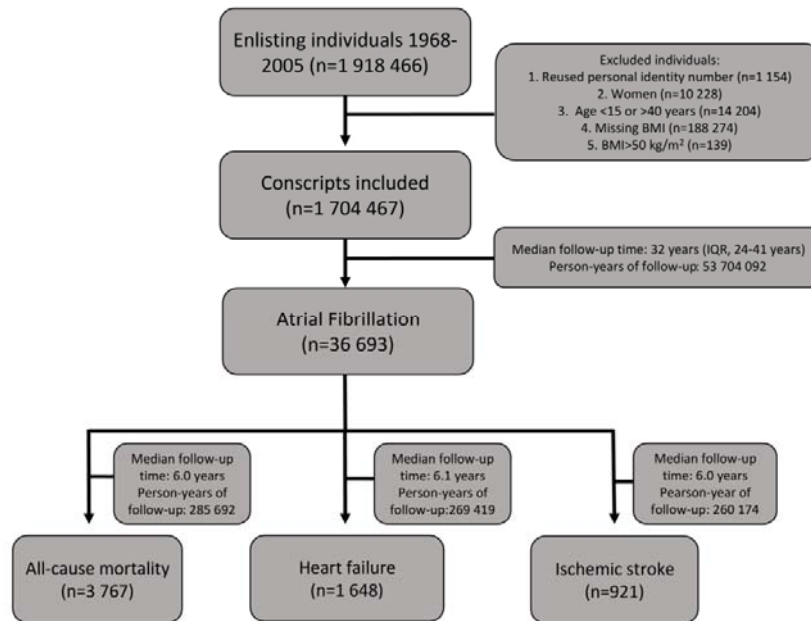 Enlisting individuals 1968-
2005 (n=1 918 466)
Excluded individuals:
1. Reused personal identity number (n=1 154)
2. Women (n=10 228)
3. Age <15 or >40 years (n=14 204)
4. Missing BMI (n=188 274)
5. BMI>50 kg/m² (n=139)
Conscripts included
(n=1 704 467)
Median follow-up time: 32 years (IQR, 24-41 years)
Person-years of follow-up: 53 704 092
Atrial Fibrillation
(n=36 693)
Median follow-up
time: 6.0 years
Person-years of
follow-up: 285 692
Median follow-up
time: 6.1 years
Person-years of
follow-up:269 419
Median follow-up
time: 6.0 years
Pearson-year of
follow-up: 260 174
All-cause mortality
(n=3 767)
Heart failure
(n=1 648)
Ischemic stroke
(n=921)